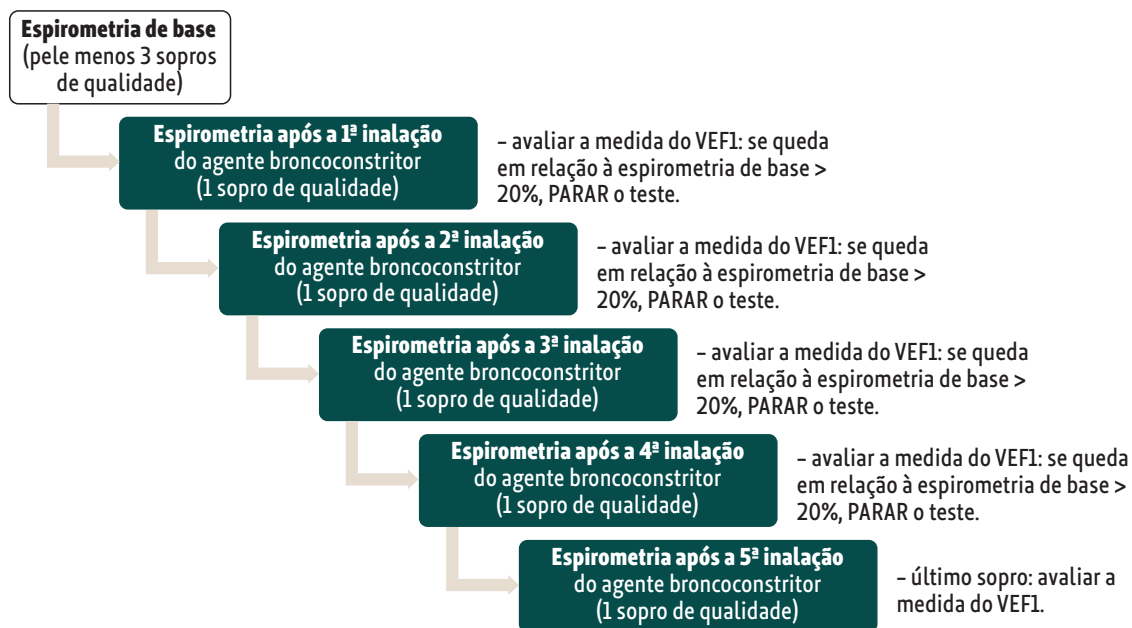 Espirometria de base
(pele menos 3 sopros
de qualidade)
Espirometria após a 1ª inalação
do agente broncoconstritor
(1 sopro de qualidade)
– avaliar a medida do VEF1: se queda
em relação à espirometria de base >
20%, PARAR o teste.
Espirometria após a 2ª inalação
do agente broncoconstritor
(1 sopro de qualidade)
– avaliar a medida do VEF1: se queda
em relação à espirometria de base >
20%, PARAR o teste.
Espirometria após a 3ª inalação
do agente broncoconstritor
(1 sopro de qualidade)
– avaliar a medida do VEF1: se queda
em relação à espirometria de base >
20%, PARAR o teste.
Espirometria após a 4ª inalação
do agente broncoconstritor
(1 sopro de qualidade)
– avaliar a medida do VEF1: se queda
em relação à espirometria de base >
20%, PARAR o teste.
Espirometria após a 5ª inalação
do agente broncoconstritor
(1 sopro de qualidade)
– último sopro: avaliar a
medida do VEF1.